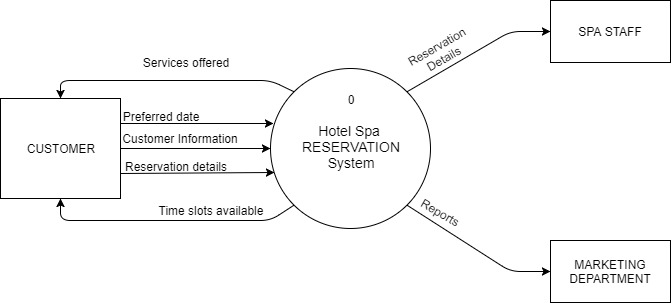 Services offered
CUSTOMER
Preferred date
Customer Information
Reservation details
Time slots available
0
Hotel Spa
RESERVATION
System
Reservation
Details
SPA STAFF
Reports
MARKETING
DEPARTMENT